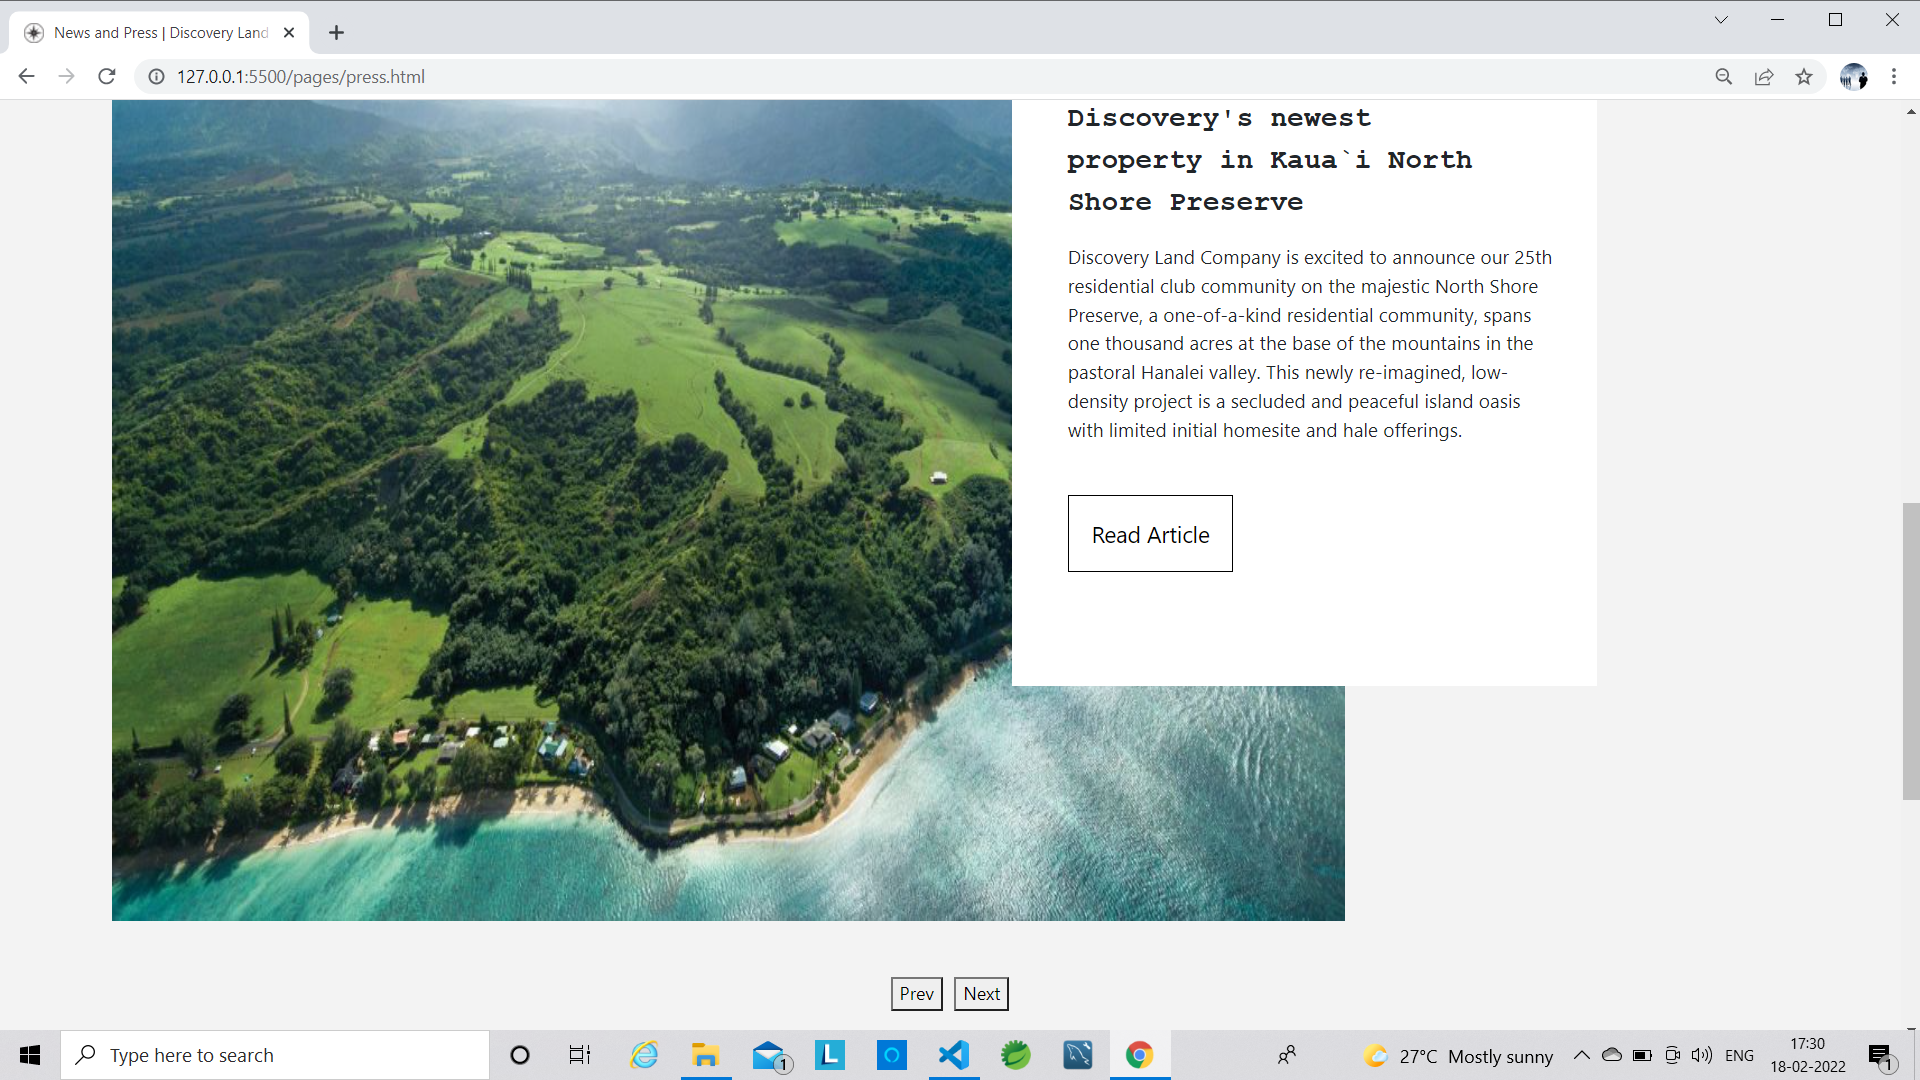 News and Press | Discovery Land
127.0.0.1:5500/pages/press.html
Discovery's newest
property in Kaua`i North
Shore Preserve
Discovery Land Company is excited to announce our 25th
residential club community on the majestic North Shore
Preserve, a one-of-a-kind residential community, spans
one thousand acres at the base of the mountains in the
pastoral Hanalei valley. This newly re-imagined, low-
density project is a secluded and peaceful island oasis
with limited initial homesite and hale offerings.
Read Article
Prev Next
Type here to search
1
L
27°C Mostly sunny
ENG
17:30
18-02-2022
1